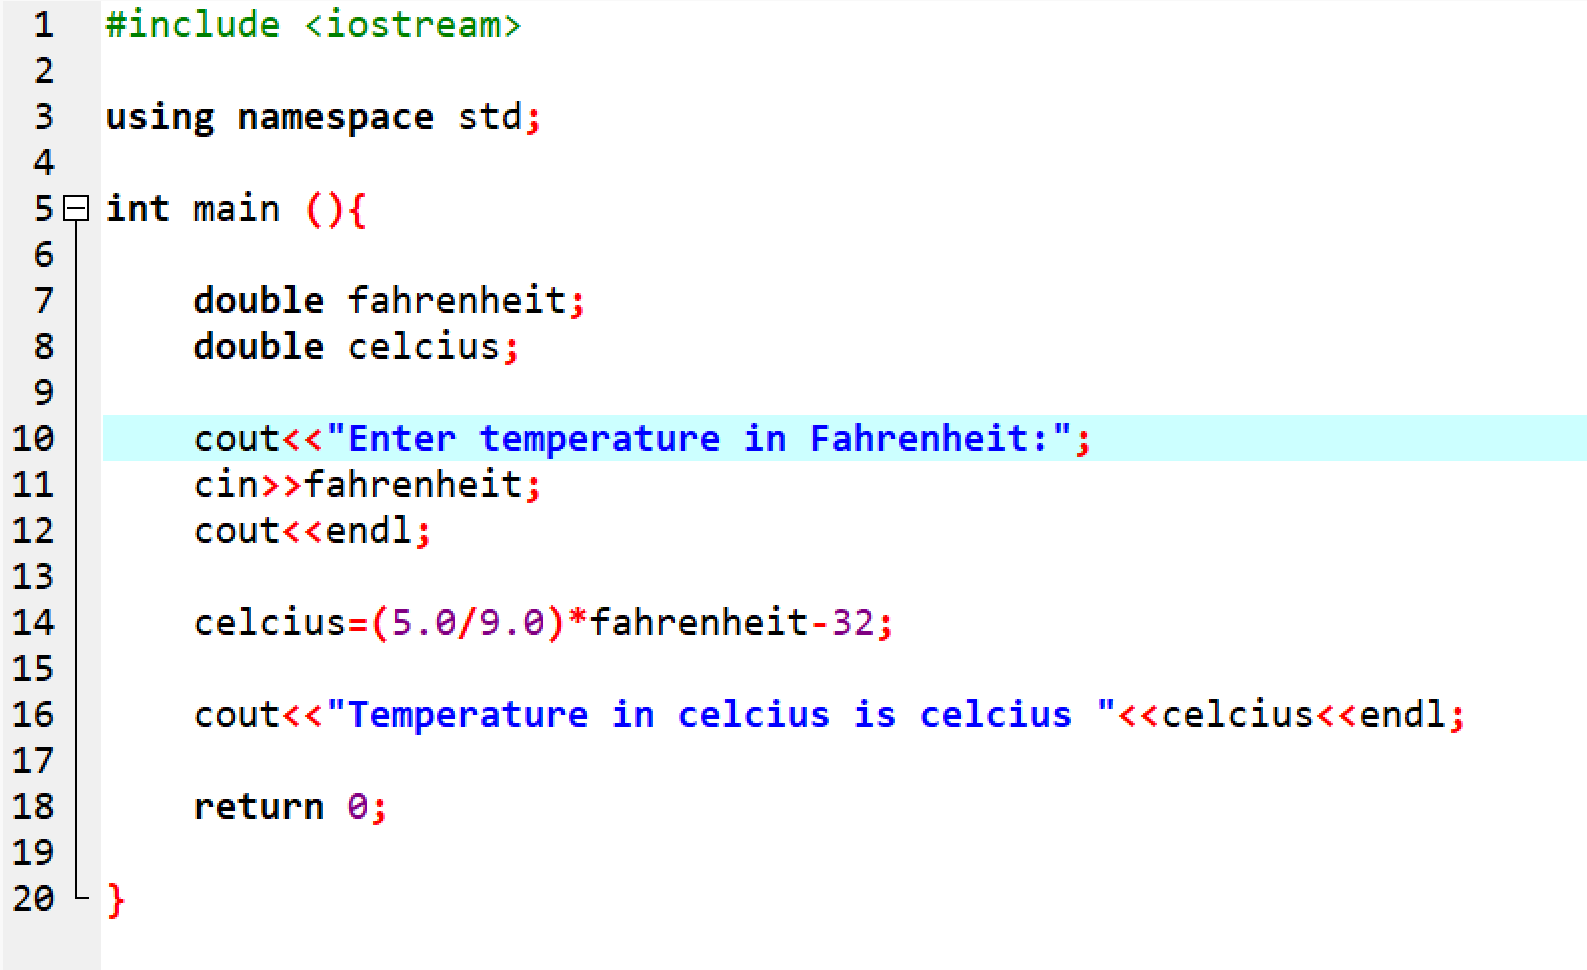 1 #include <iostream>
2
3 using namespace std;
4
5 int main (){
6
7 double fahrenheit;
8 double celcius;
9
10 cout<<"Enter temperature in Fahrenheit:";
11 cin>>fahrenheit;
12 cout<<endl;
13
14 celcius=(5.0/9.0)*fahrenheit-32;
15
16 cout<<"Temperature in celcius is celcius "<<celcius<<endl;
17
18 return 0;
19
20 }